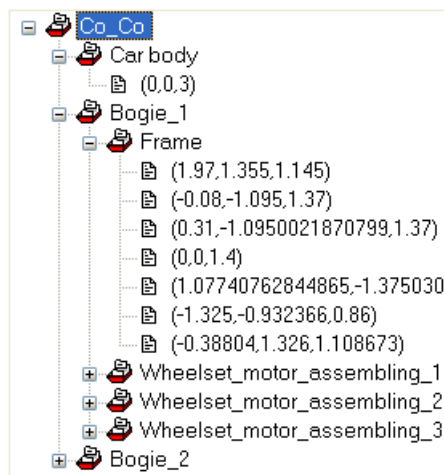 Co_Co
Car body
(0,0,3)
Bogie_1
Frame
(1.97,1.355,1.145)
(-0.08,-1.095,1.37)
(0.31,-1.0950021870799,1.37)
(0,0,1.4)
(1.07740762844865,-1.375030
(-1.325,-0.932366,0.86)
(-0.38804,1.326,1.108673)
Wheelset_motor_assembling_1
Wheelset_motor_assembling_2
Wheelset_motor_assembling_3
Bogie_2